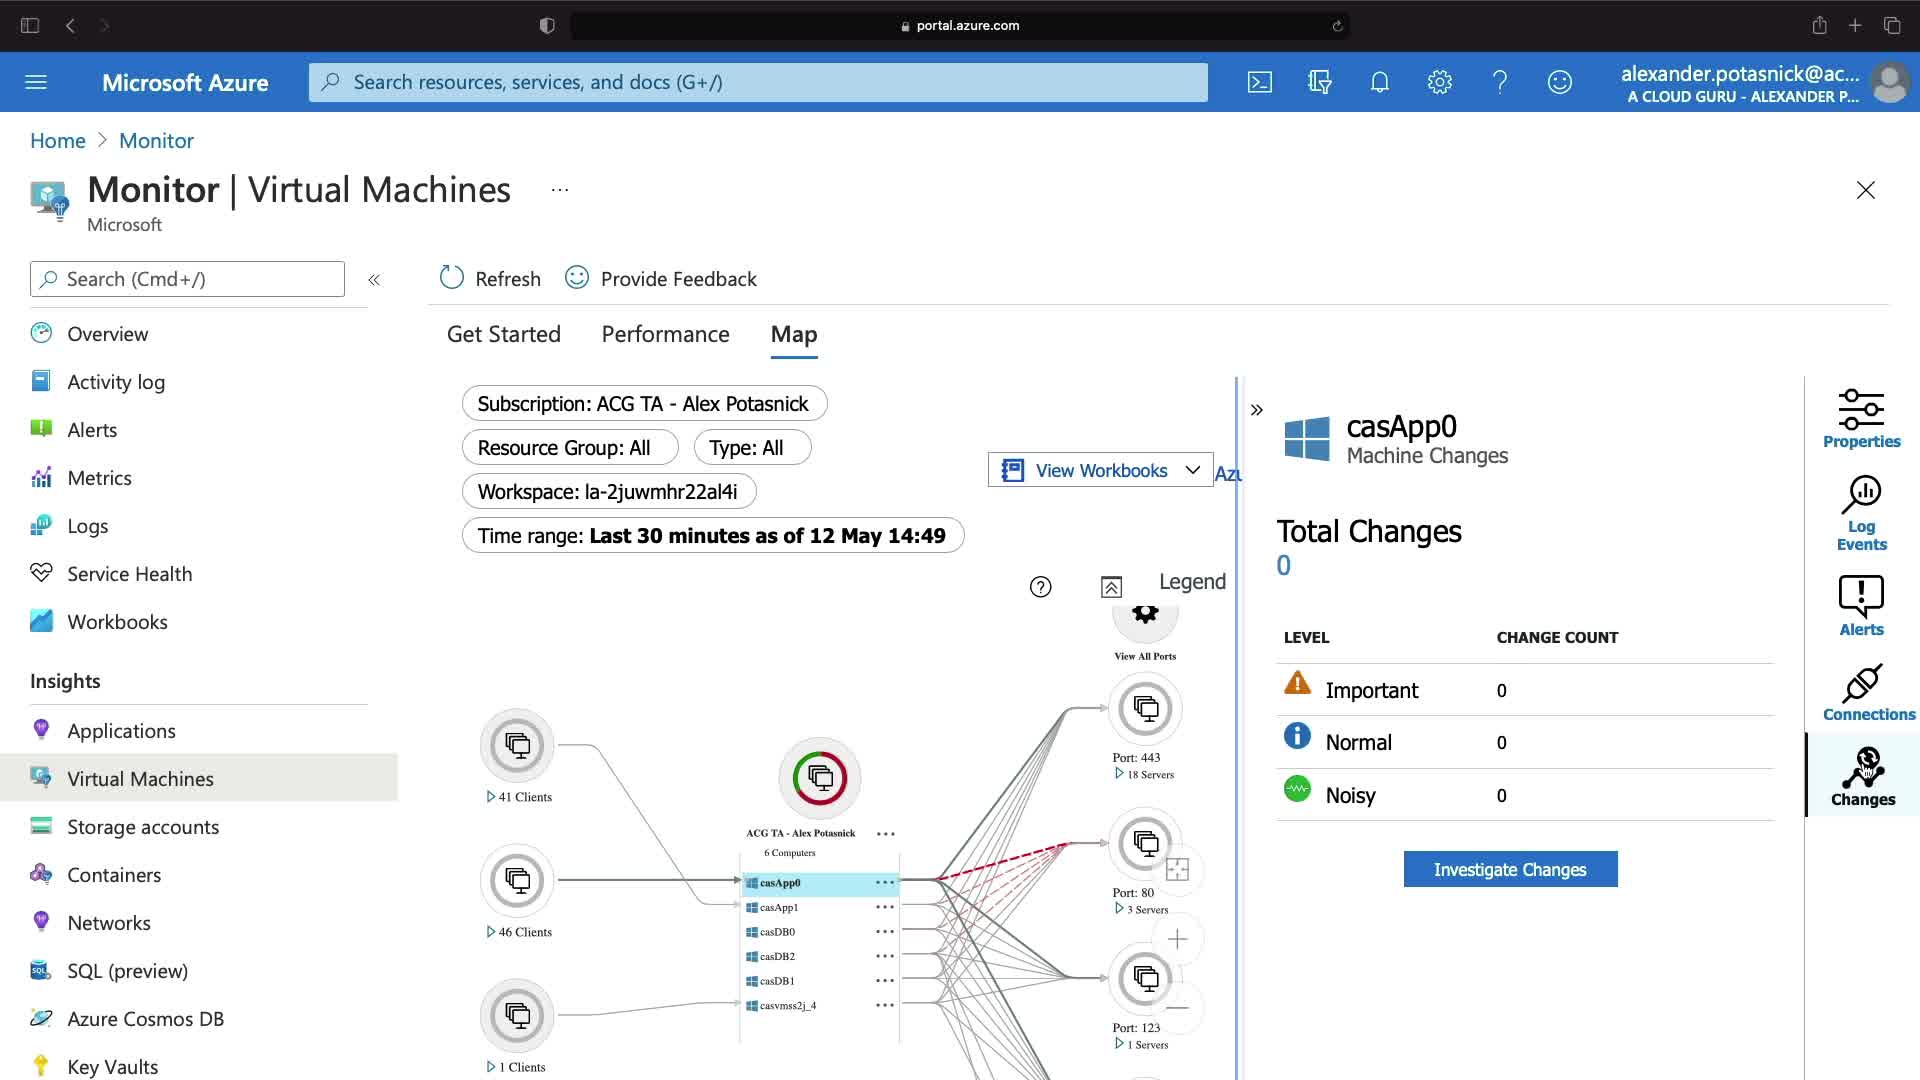 portal.azure.com
Microsoft Azure
Search resources, services, and docs (G+/)
alexander.potasnick@ac...
A CLOUD GURU - ALEXANDER P...
Home > Monitor
Monitor | Virtual Machines ...
Microsoft
Search (Cmd+/)
«
Refresh
Provide Feedback
Overview
Activity log
Alerts
Metrics
Logs
Service Health
Workbooks
Insights
Applications
Virtual Machines
Storage accounts
Containers
Networks
SQL (preview)
Azure Cosmos DB
Key Vaults
Get Started
Performance
Map
Subscription: ACG TA - Alex Potasnick
Resource Group: All
Type: All
Workspace: la-2juwmhr22al4i
Time range: Last 30 minutes as of 12 May 14:49
View Workbooks
Azu
Legend
View All Ports
41 Clients
46 Clients
1 Clients
ACG TA - Alex Potasnick
6 Computers
casApp0
casApp1
casDB0
casDB2
casDB1
casvmss2j_4
Port: 443
18 Servers
Port: 80
3 Servers
Port: 123
1 Servers
»
casApp0
Machine Changes
Total Changes
0
LEVEL CHANGE COUNT
Important 0
Normal 0
Noisy 0
Investigate Changes
Properties
Log
Events
Alerts
Connections
Changes